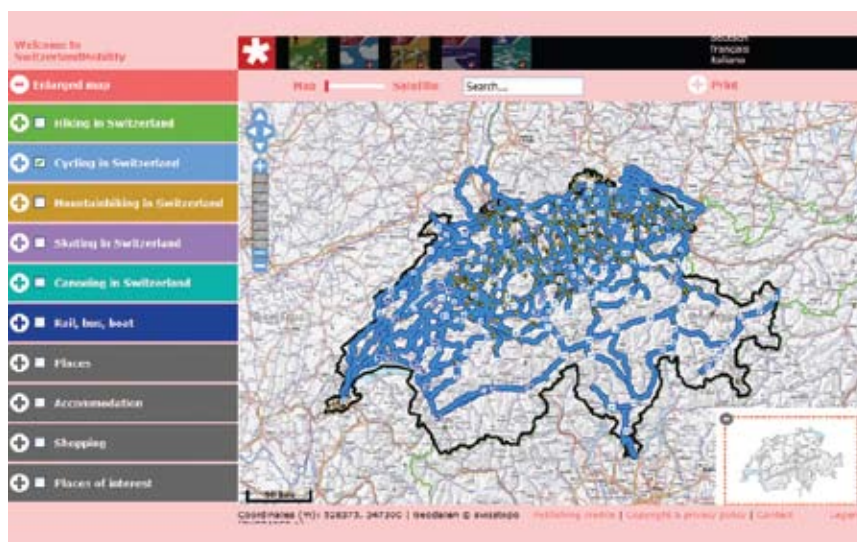 Welcome to
SwitzerlandMobility
deutsch
français
italiano
Enlarged map
Map
Satellite
Search...
Print
Hiking in Switzerland
Cycling in Switzerland
Mountainbiking in Switzerland
Skating in Switzerland
Canoeing in Switzerland
Rail, bus, boat
Places
Accommodation
Shopping
Places of interest
50 km
Publishing credits | Copyright & privacy policy | Contact